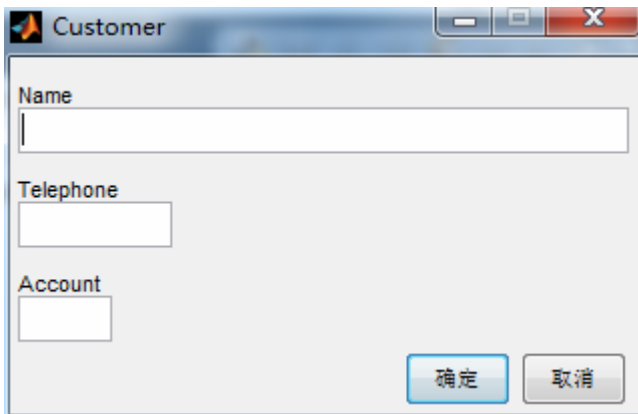 Customer
Name
Telephone
Account
确定 取消